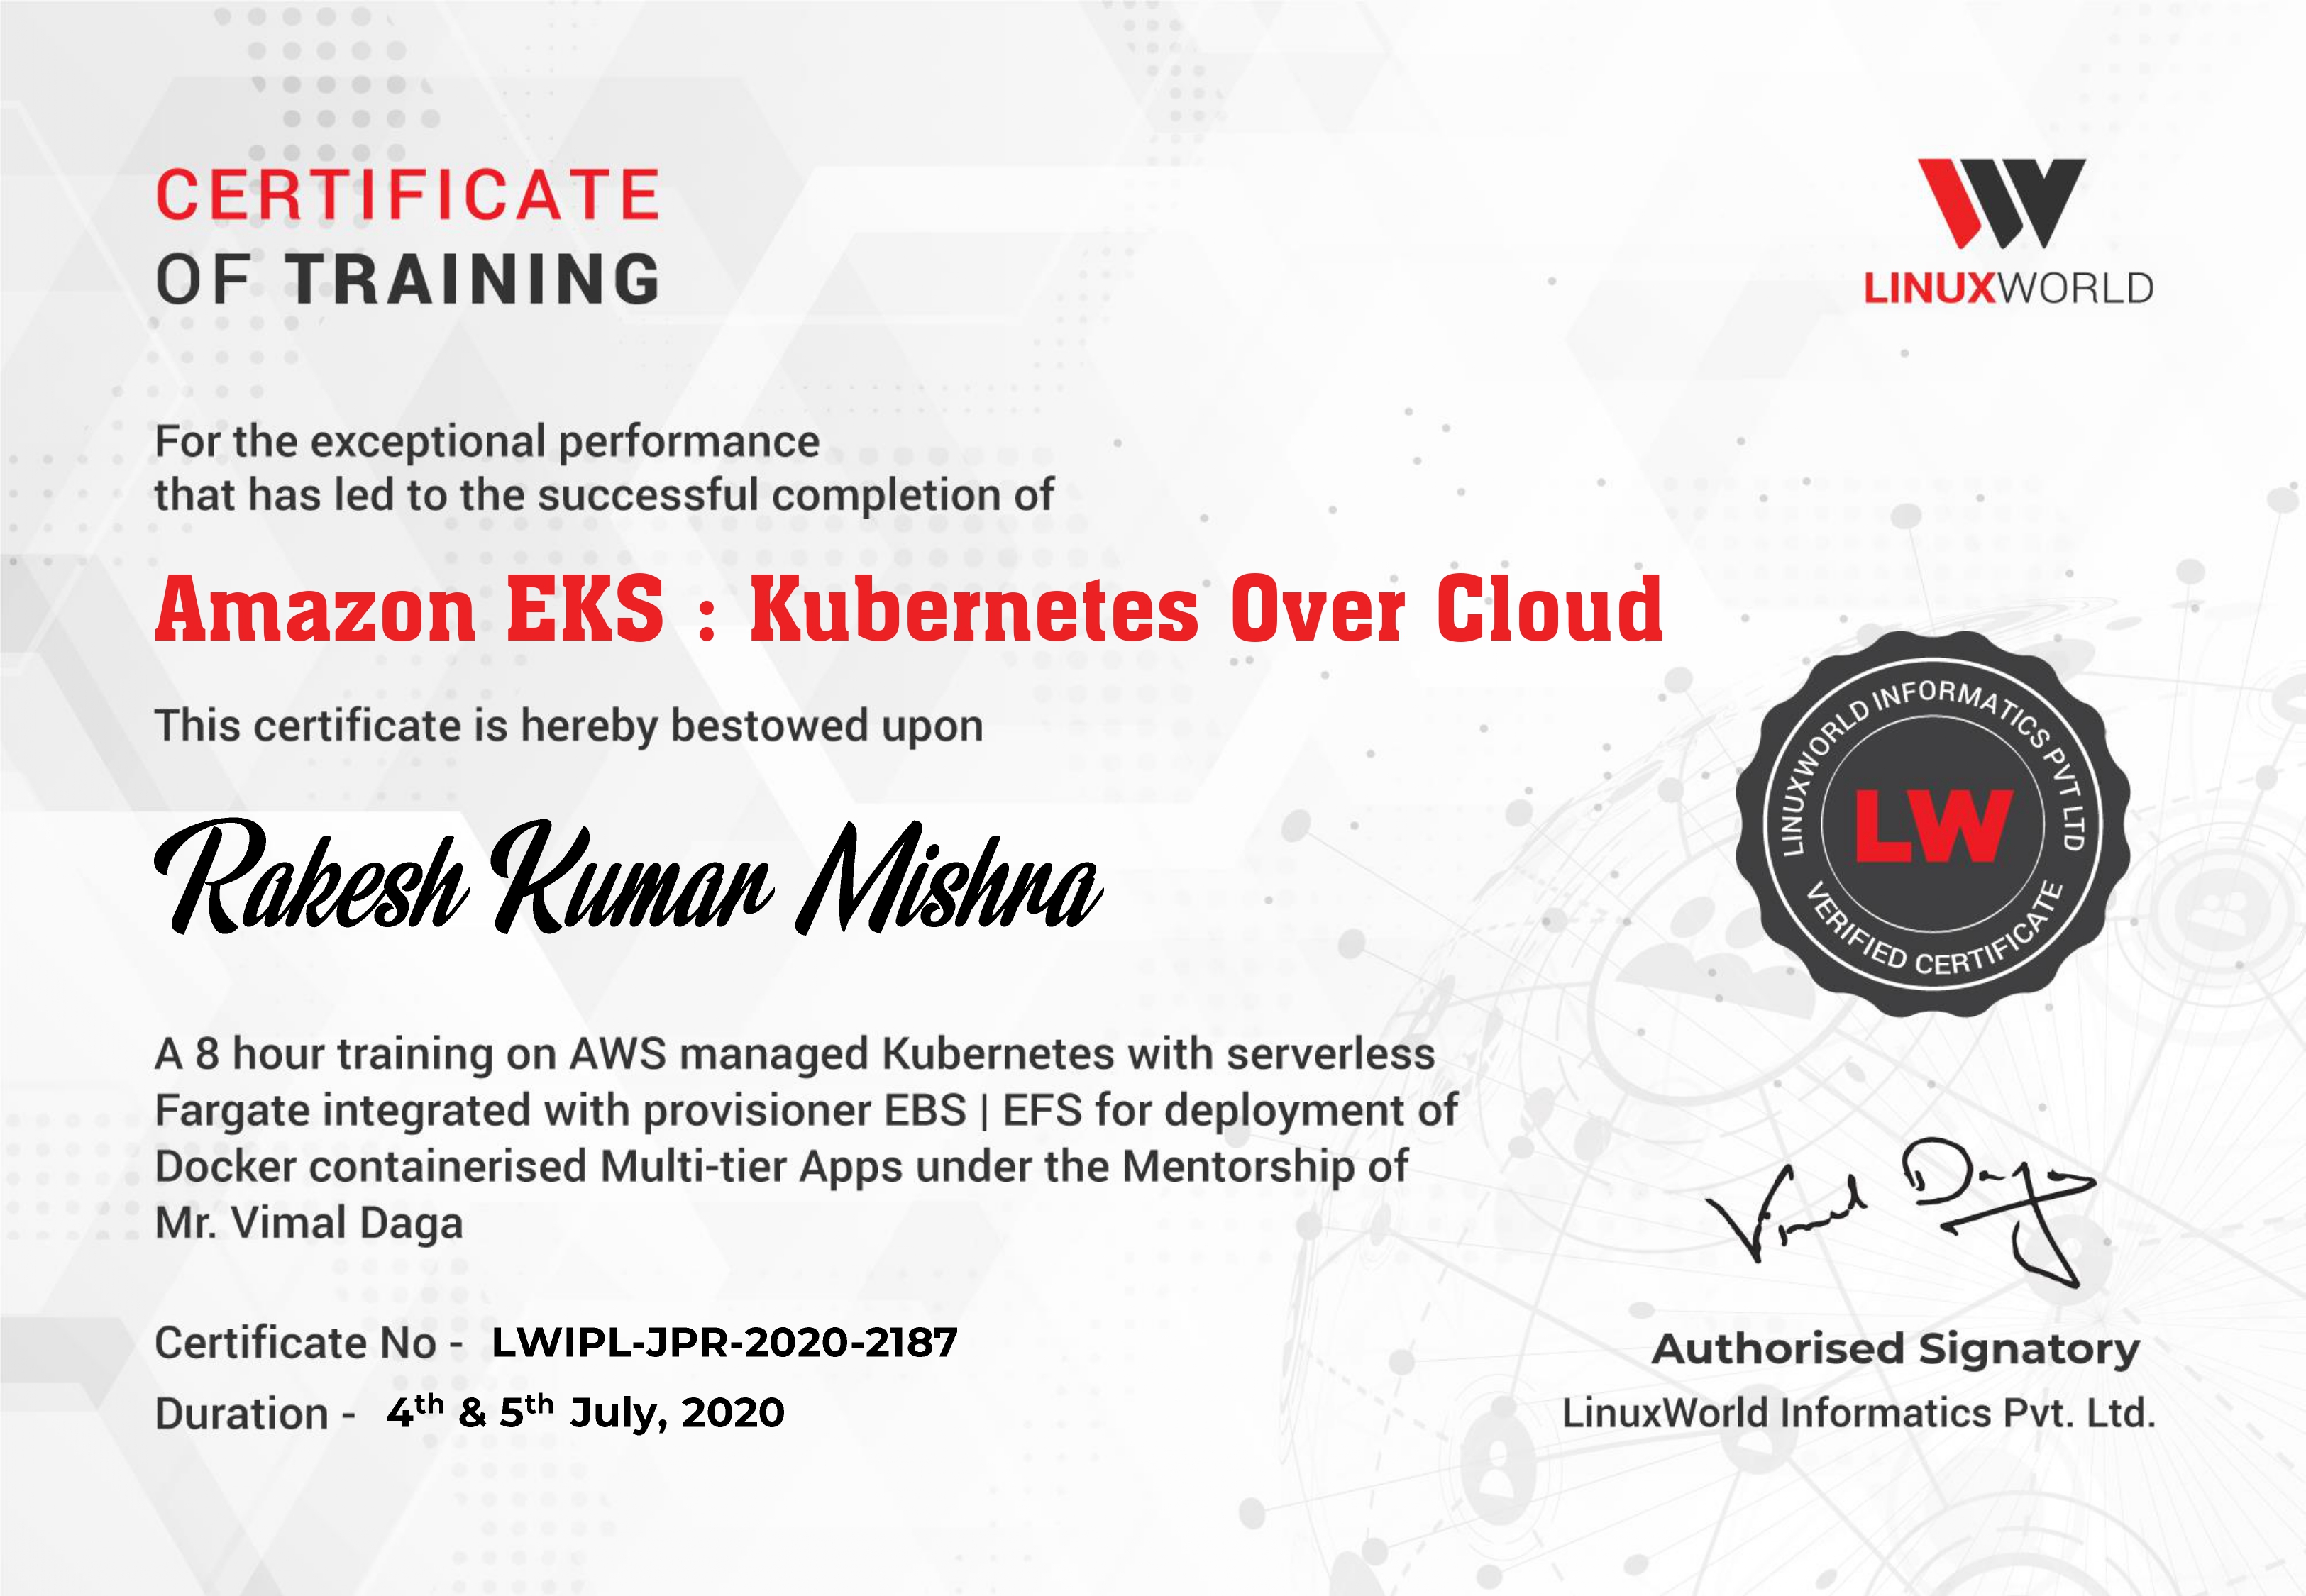 CERTIFICATE
OF TRAINING
LINUXWORLD
For the exceptional performance
that has led to the successful completion of
Amazon EKS : Kubernetes Over Cloud
This certificate is hereby bestowed upon
Rakesh Kumar Mishra
LINUXWORLD INFORMATICS PVT LTD
LW
VERIFIED CERTIFICATE
A 8 hour training on AWS managed Kubernetes with serverless
Fargate integrated with provisioner EBS | EFS for deployment of
Docker containerised Multi-tier Apps under the Mentorship of
Mr. Vimal Daga
Vimal Daga
Certificate No - LWIPL-JPR-2020-2187
Duration - 4th & 5th July, 2020
Authorised Signatory
LinuxWorld Informatics Pvt. Ltd.